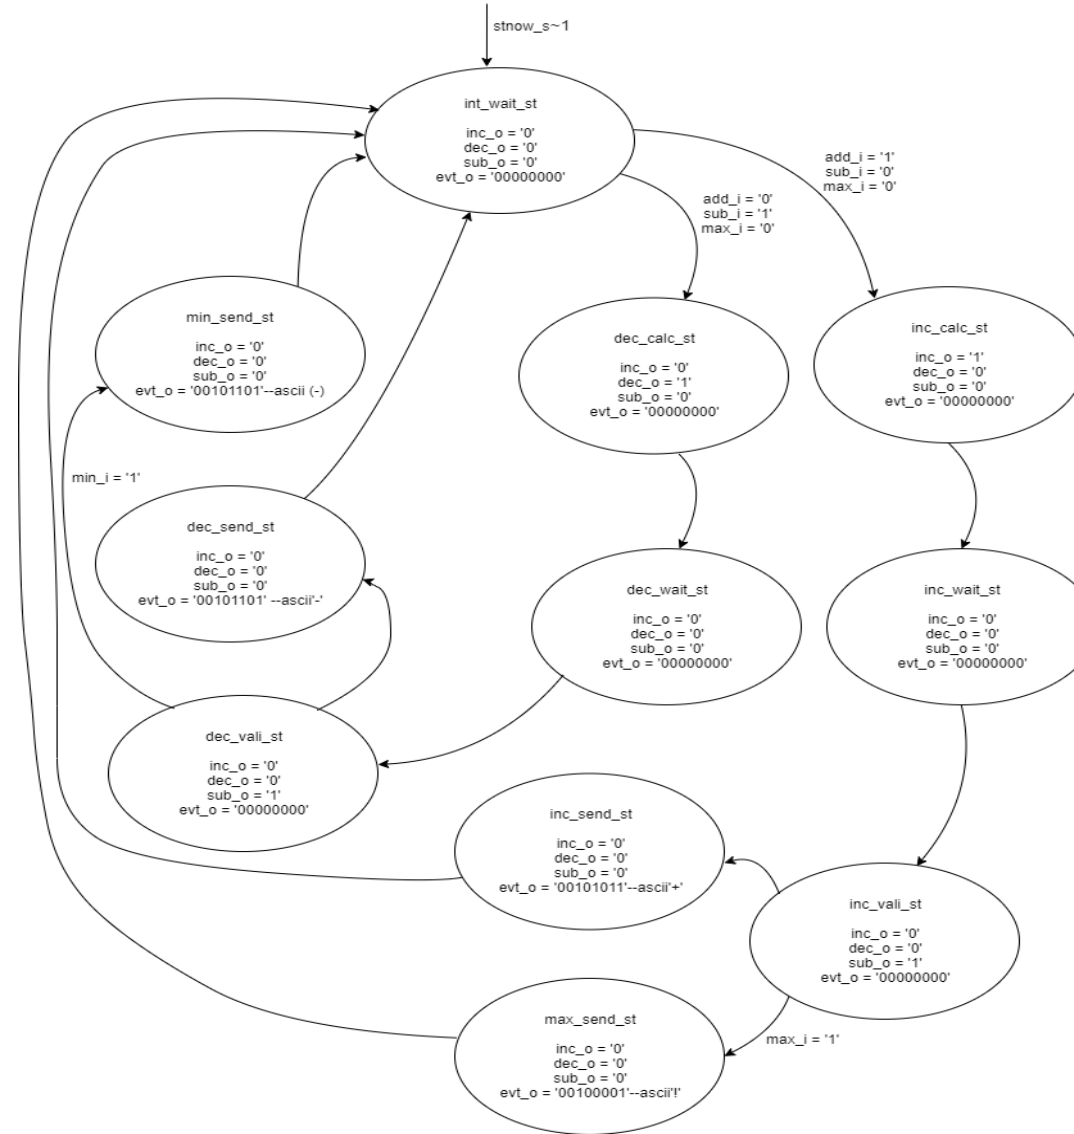 stnow_s~1
int_wait_st
inc_o = '0'
dec_o = '0'
sub_o = '0'
evt_o = '00000000'
add_i = '1'
sub_i = '0'
max_i = '0'
add_i = '0'
sub_i = '1'
max_i = '0'
min_send_st
inc_o = '0'
dec_o = '0'
sub_o = '0'
evt_o = '00101101'--ascii (-)
dec_calc_st
inc_o = '0'
dec_o = '1'
sub_o = '0'
evt_o = '00000000'
inc_calc_st
inc_o = '1'
dec_o = '0'
sub_o = '0'
evt_o = '00000000'
min_i = '1'
dec_send_st
inc_o = '0'
dec_o = '0'
sub_o = '0'
evt_o = '00101101' --ascii'-'
dec_wait_st
inc_o = '0'
dec_o = '0'
sub_o = '0'
evt_o = '00000000'
inc_wait_st
inc_o = '0'
dec_o = '0'
sub_o = '0'
evt_o = '00000000'
dec_vali_st
inc_o = '0'
dec_o = '0'
sub_o = '1'
evt_o = '00000000'
inc_send_st
inc_o = '0'
dec_o = '0'
sub_o = '0'
evt_o = '00101011'--ascii'+'
inc_vali_st
inc_o = '0'
dec_o = '0'
sub_o = '1'
evt_o = '00000000'
max_send_st
inc_o = '0'
dec_o = '0'
sub_o = '0'
evt_o = '00100001'--ascii'!'
max_i = '1'